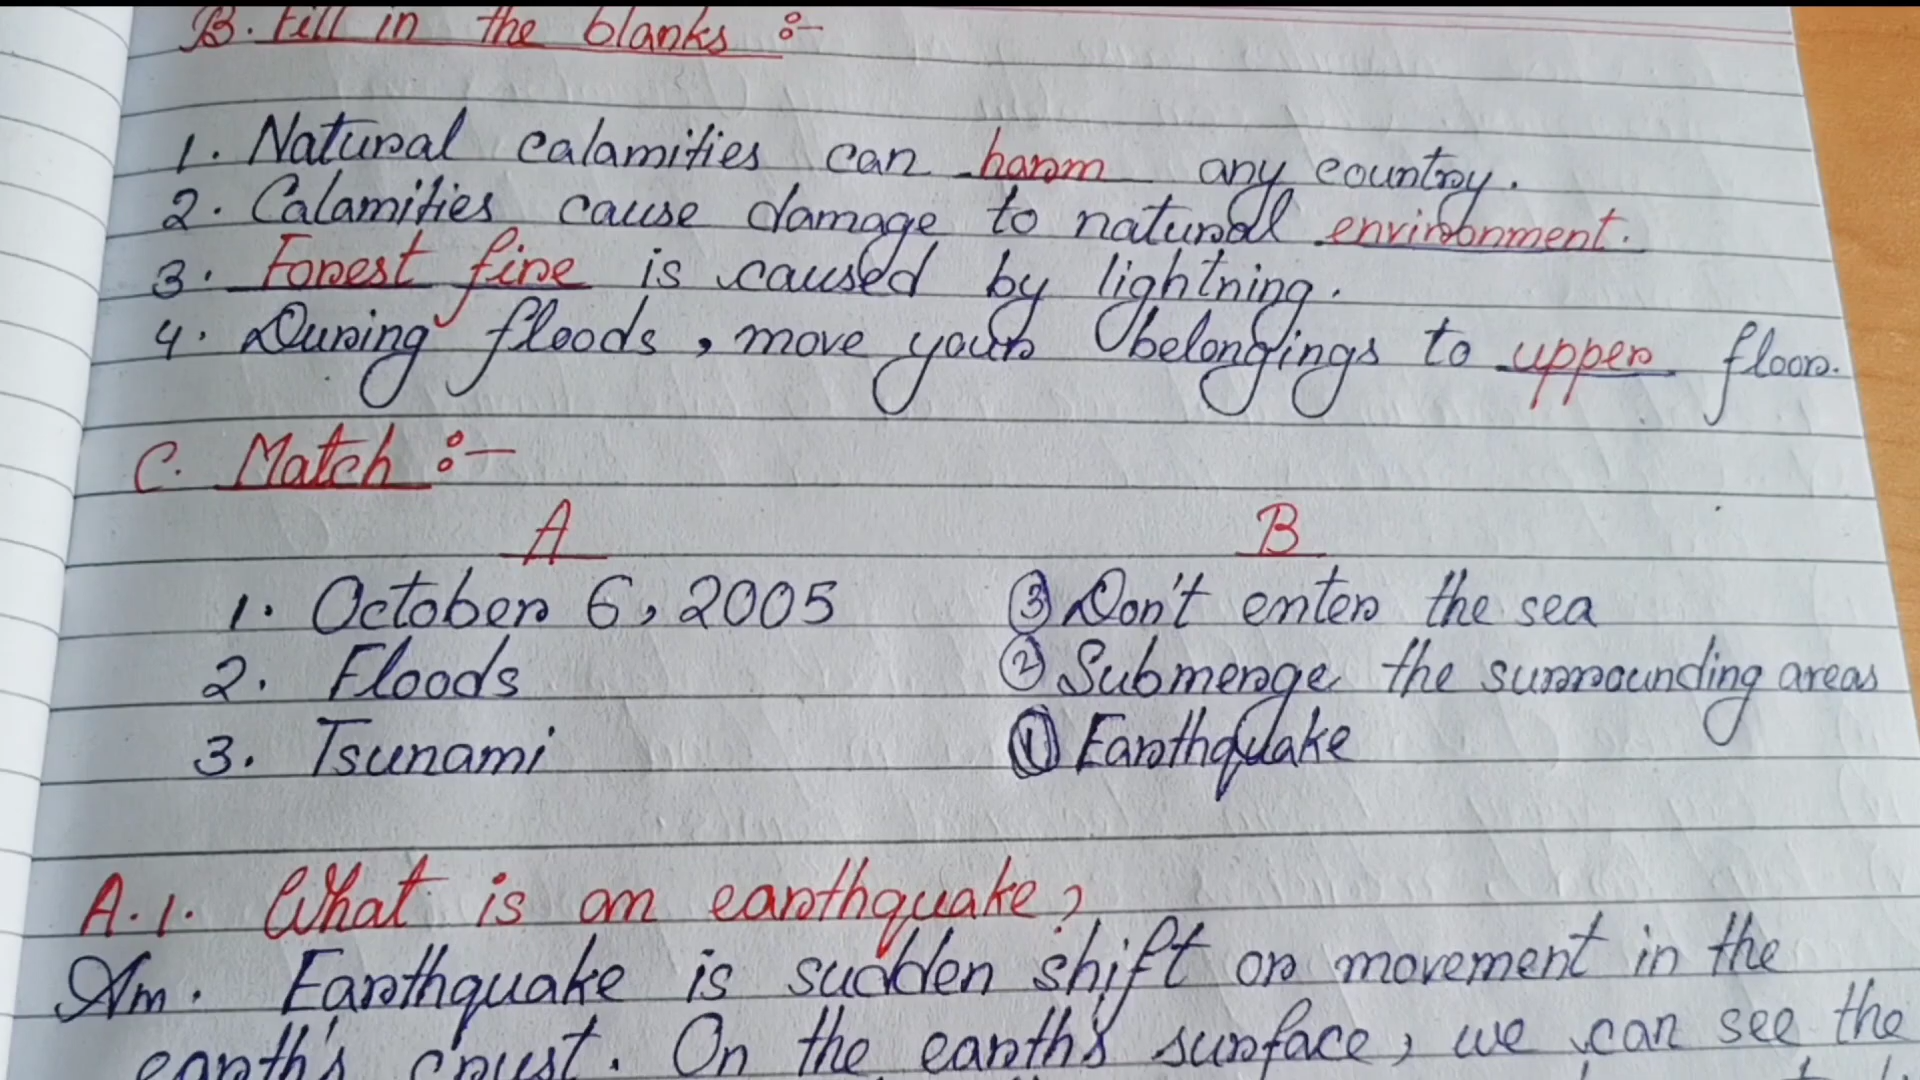 B. Fill in the blanks :-
1. Natural calamities can harm any country.
2. Calamities cause damage to natural environment.
3. Forest fire is caused by lightning.
4. During floods, move your belongings to upper floor.
C. Match :-
A B
1. October 6, 2005 ③ Don't enter the sea
2. Floods ② Submerge the surrounding areas
3. Tsunami ① Earthquake
A.1. What is an earthquake?
Ans. Earthquake is sudden shift or movement in the
earth's crust. On the earth's surface, we can see the